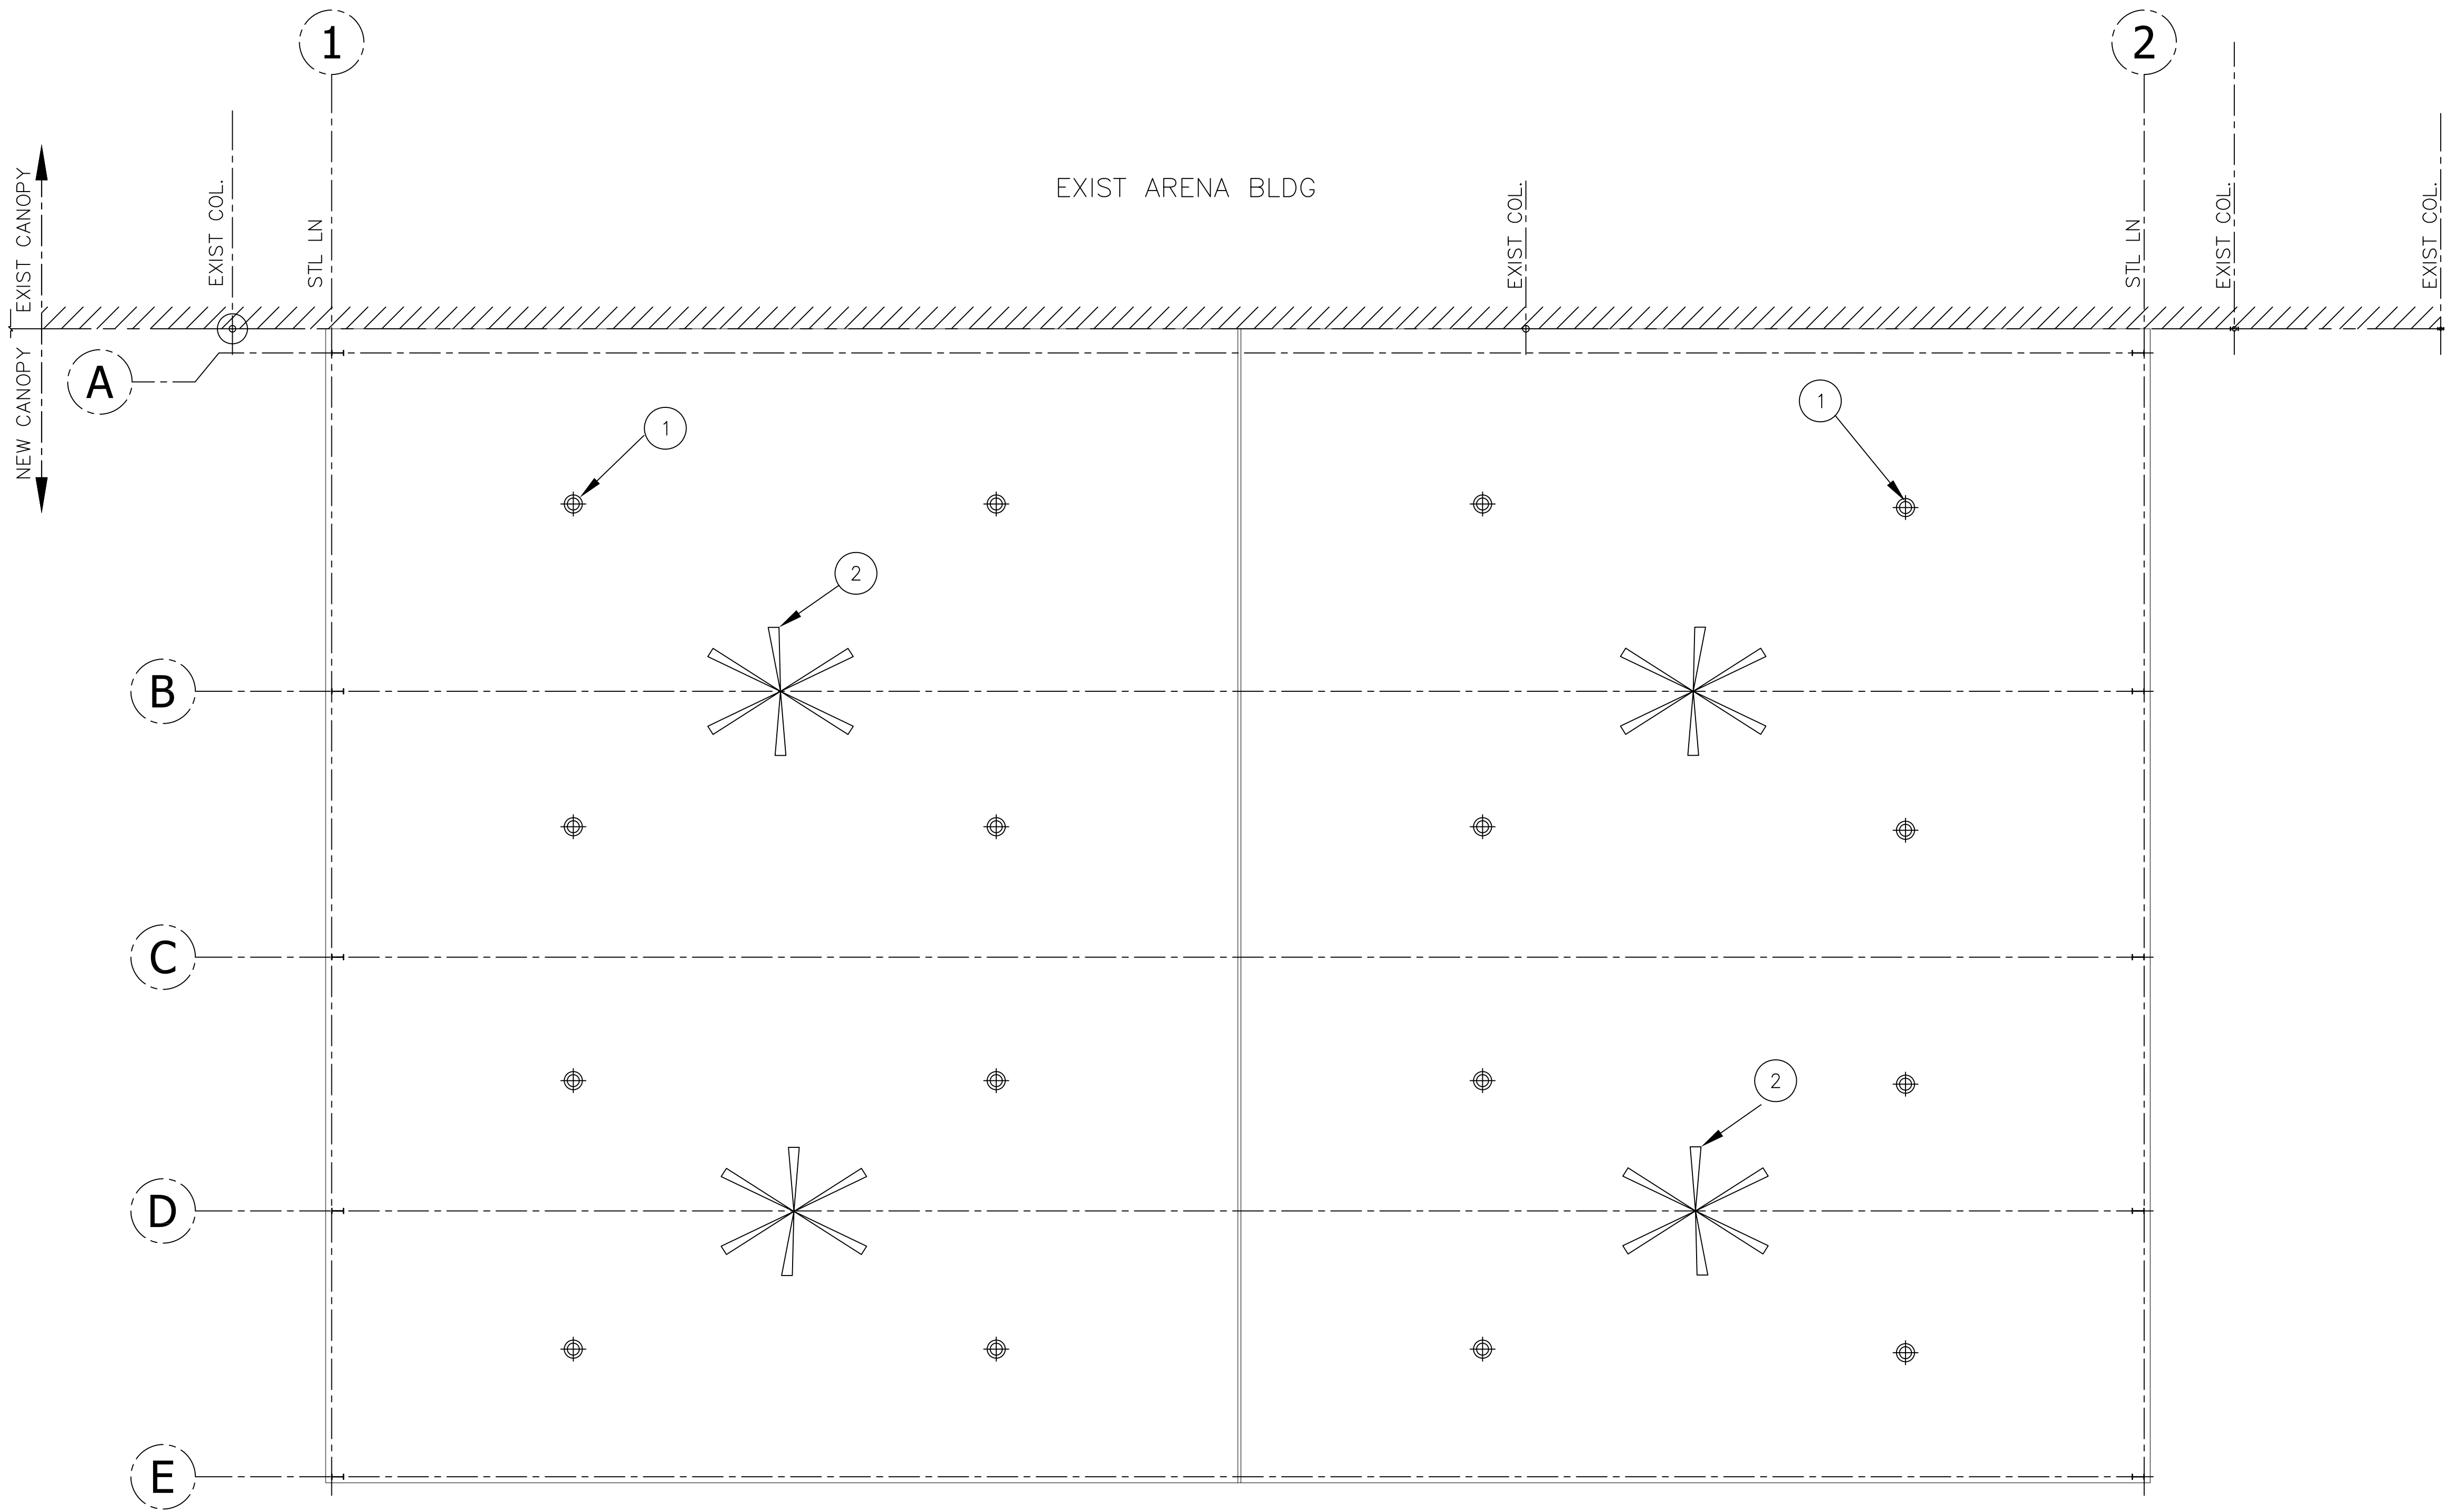 1
2
EXIST ARENA BLDG
EXIST CANOPY
EXIST COL.
STL LN
EXIST COL.
STL LN
EXIST COL.
EXIST COL.
NEW CANOPY
A
1
1
2
B
C
2
D
E